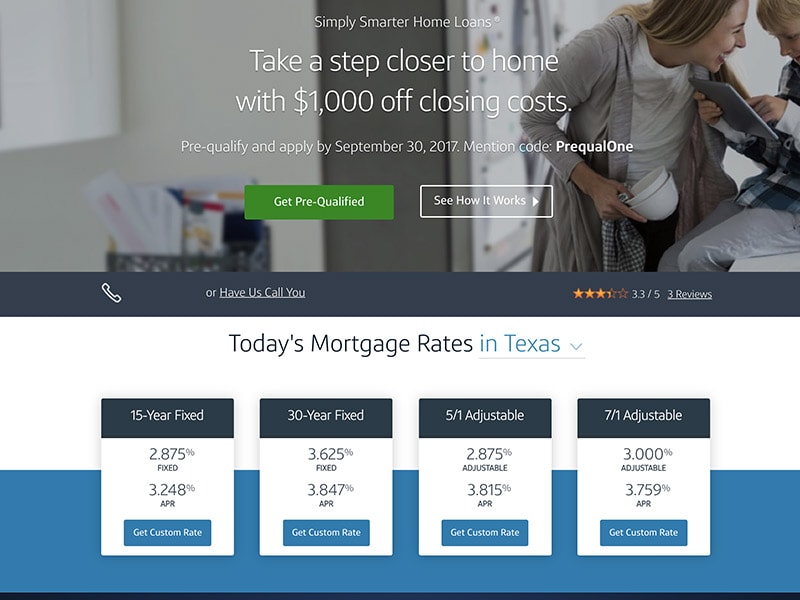 Simply Smarter Home Loans.®
Take a step closer to home
with $1,000 off closing costs.
Pre-qualify and apply by September 30, 2017. Mention code: PrequalOne
Get Pre-Qualified
See How It Works
or Have Us Call You
3.3 / 5 3 Reviews
Today's Mortgage Rates in Texas
15-Year Fixed
2.875%
FIXED
3.248%
APR
Get Custom Rate
30-Year Fixed
3.625%
FIXED
3.847%
APR
Get Custom Rate
5/1 Adjustable
2.875%
ADJUSTABLE
3.815%
APR
Get Custom Rate
7/1 Adjustable
3.000%
ADJUSTABLE
3.759%
APR
Get Custom Rate